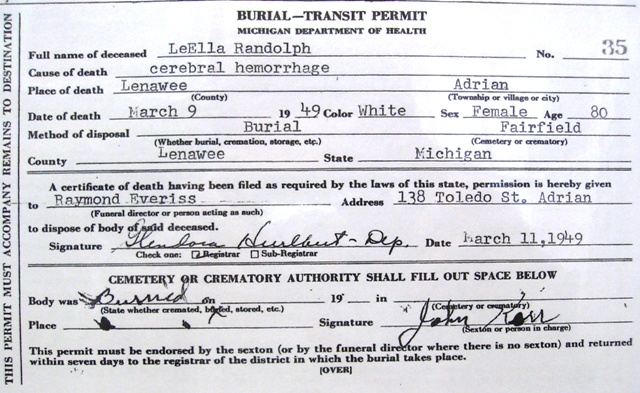 BURIAL—TRANSIT PERMIT
MICHIGAN DEPARTMENT OF HEALTH
Full name of deceased LeElla Randolph No. 35
Cause of death cerebral hemorrhage
Place of death Lenawee Adrian
(County) (Township or village or city)
Date of death March 9 19 49 Color White Sex Female Age 80
Method of disposal Burial Fairfield
(Whether burial, cremation, storage, etc.) (Cemetery or crematory)
County Lenawee State Michigan
A certificate of death having been filed as required by the laws of this state, permission is hereby given
to Raymond Everiss Address 138 Toledo St. Adrian
(Funeral director or person acting as such)
to dispose of body of said deceased.
Signature Hurlbut - Dep. Date March 11,1949
Check one: Registrar Sub-Registrar
CEMETERY OR CREMATORY AUTHORITY SHALL FILL OUT SPACE BELOW
Body was Burried on 19 in
(State whether cremated, buried, stored, etc.) (Cemetery or crematory)
Place Signature John
(Sexton or person in charge)
This permit must be endorsed by the sexton (or by the funeral director where there is no sexton) and returned
within seven days to the registrar of the district in which the burial takes place.
[OVER]
THIS PERMIT MUST ACCOMPANY REMAINS TO DESTINATION